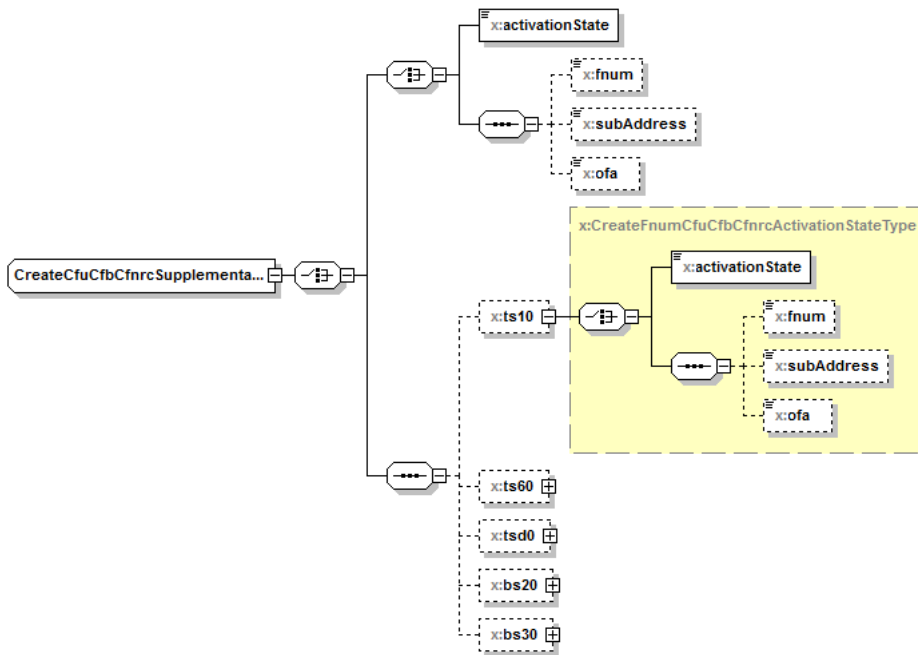 x:activationState
x:fnum
x:subAddress
x:ofa
x:CreateFnumCfuCfbCfnrcActivationStateType
x:activationState
CreateCfuCfbCfnrcSupplementa...
x:ts10
x:fnum
x:subAddress
x:ofa
x:ts60
x:tsd0
x:bs20
x:bs30